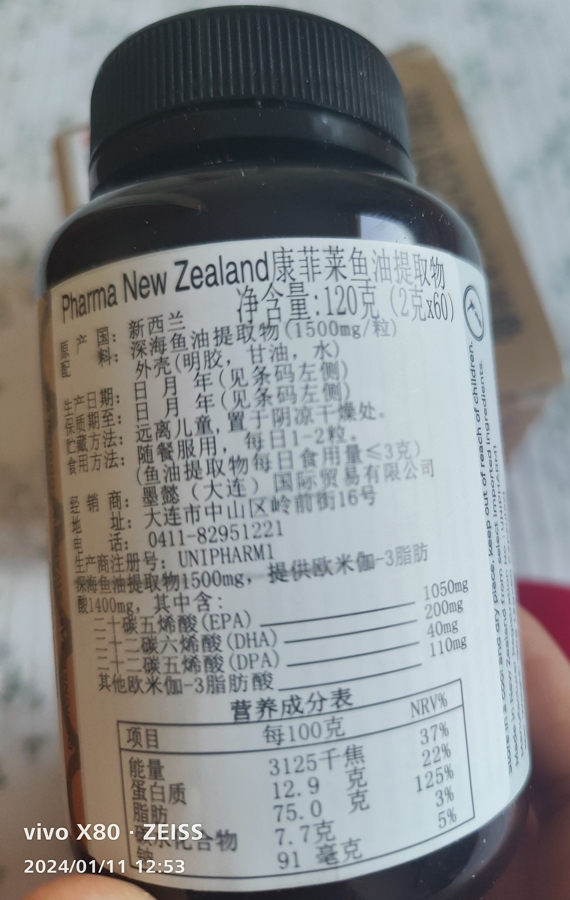 Pharma New Zealand康菲莱鱼油提取物
净含量:120克（2克x60）
原产国:新西兰
配 料:深海鱼油提取物(1500mg/粒)
外壳(明胶, 甘油, 水)
生产日期:日 月 年(见条码左侧)
保质期至:日 月 年(见条码左侧)
贮藏方法:远离儿童,置于阴凉干燥处。
食用方法:随餐服用, 每日1-2粒。
(鱼油提取物每日食用量≤3克)
经 销 商:墨懿（大连）国际贸易有限公司
地 址:大连市中山区岭前街16号
电 话:0411-82951221
生产商注册号:UNIPHARM1
深海鱼油提取物1500mg, 提供欧米伽-3脂肪
酸1400mg, 其中含:
二十碳五烯酸(EPA) 1050mg
二十二碳六烯酸(DHA) 200mg
二十二碳五烯酸(DPA) 40mg
其他欧米伽-3脂肪酸 110mg
营养成分表
项目 每100克 NRV%
能量 3125千焦 37%
蛋白质 12.9 克 22%
脂肪 75.0 克 125%
碳水化合物 7.7克 3%
钠 91 毫克 5%
place, keep out of reach of children.
from select imported ingredients.
vivo X80 · ZEISS
2024/01/11 12:53